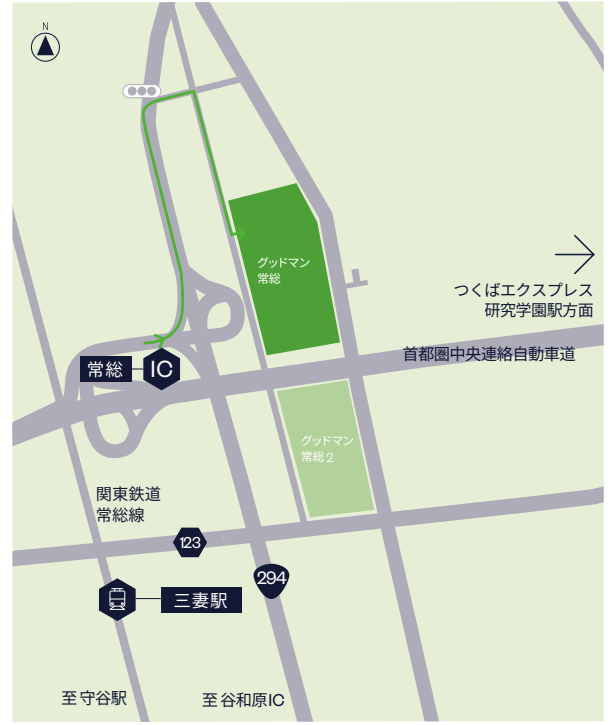 N
グッドマン
常総
つくばエクスプレス
研究学園駅方面
首都圏中央連絡自動車道
常総
IC
グッドマン
常総2
関東鉄道
常総線
123
294
三妻駅
至守谷駅
至谷和原IC